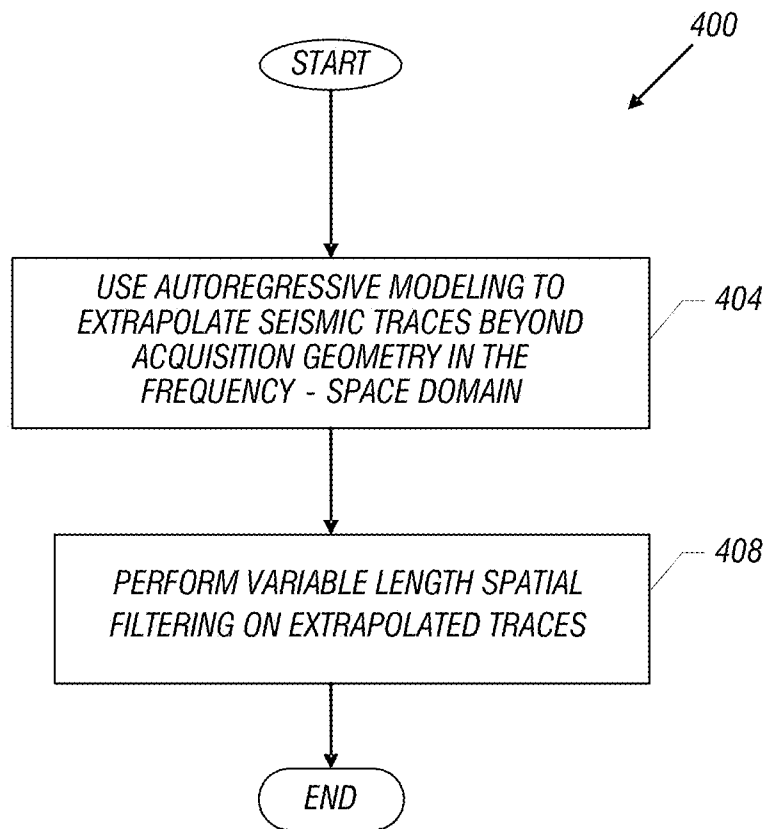 400
START
USE AUTOREGRESSIVE MODELING TO
EXTRAPOLATE SEISMIC TRACES BEYOND
ACQUISITION GEOMETRY IN THE
FREQUENCY - SPACE DOMAIN
404
PERFORM VARIABLE LENGTH SPATIAL
FILTERING ON EXTRAPOLATED TRACES
408
END